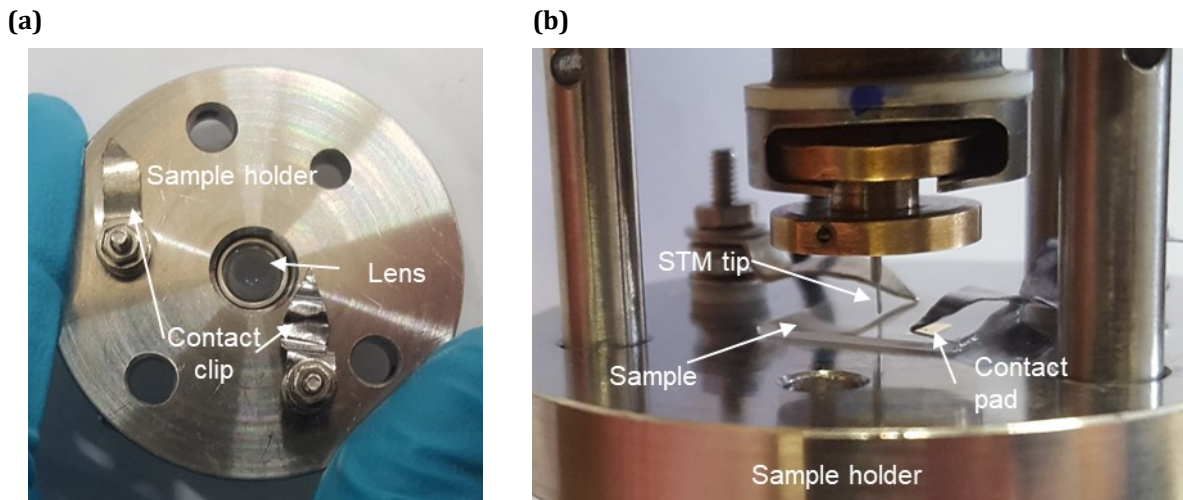 (a)
(b)
Sample holder
Lens
Contact
clip
STM tip
Sample
Contact
pad
Sample holder